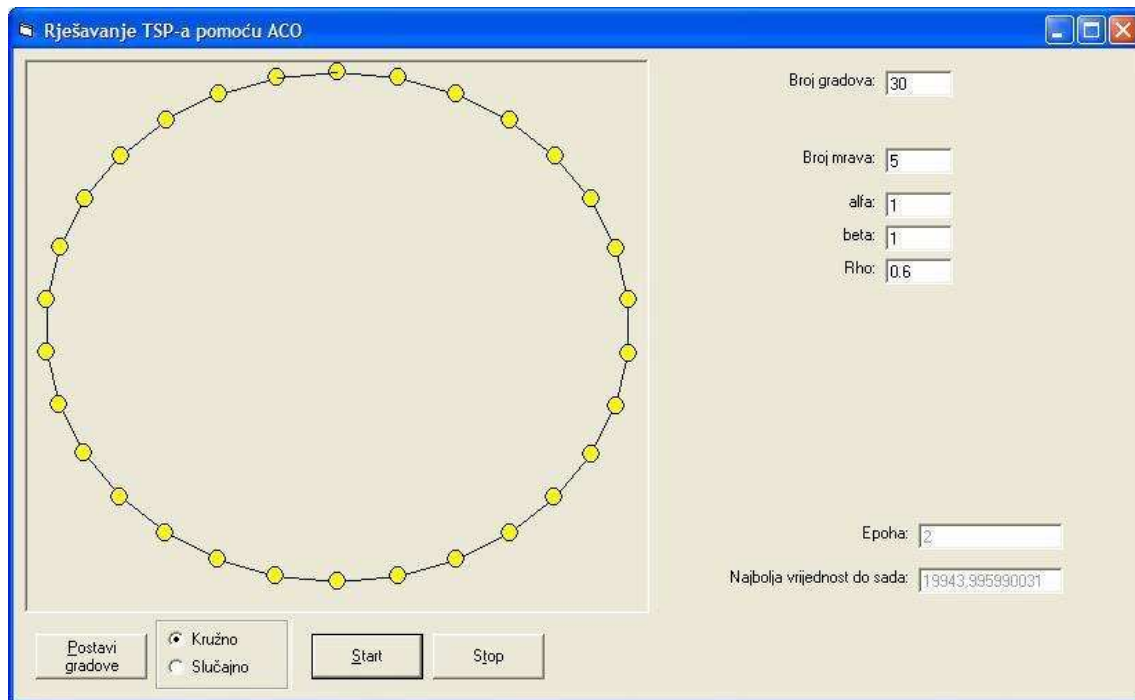 Rješavanje TSP-a pomoću ACO
Broj gradova: 30
Broj mrava: 5
alfa: 1
beta: 1
Rho: 0.6
Epoha: 2
Najbolja vrijednost do sada: 19943,995990031
Postavi
gradove
Kružno
Slučajno
Start
Stop